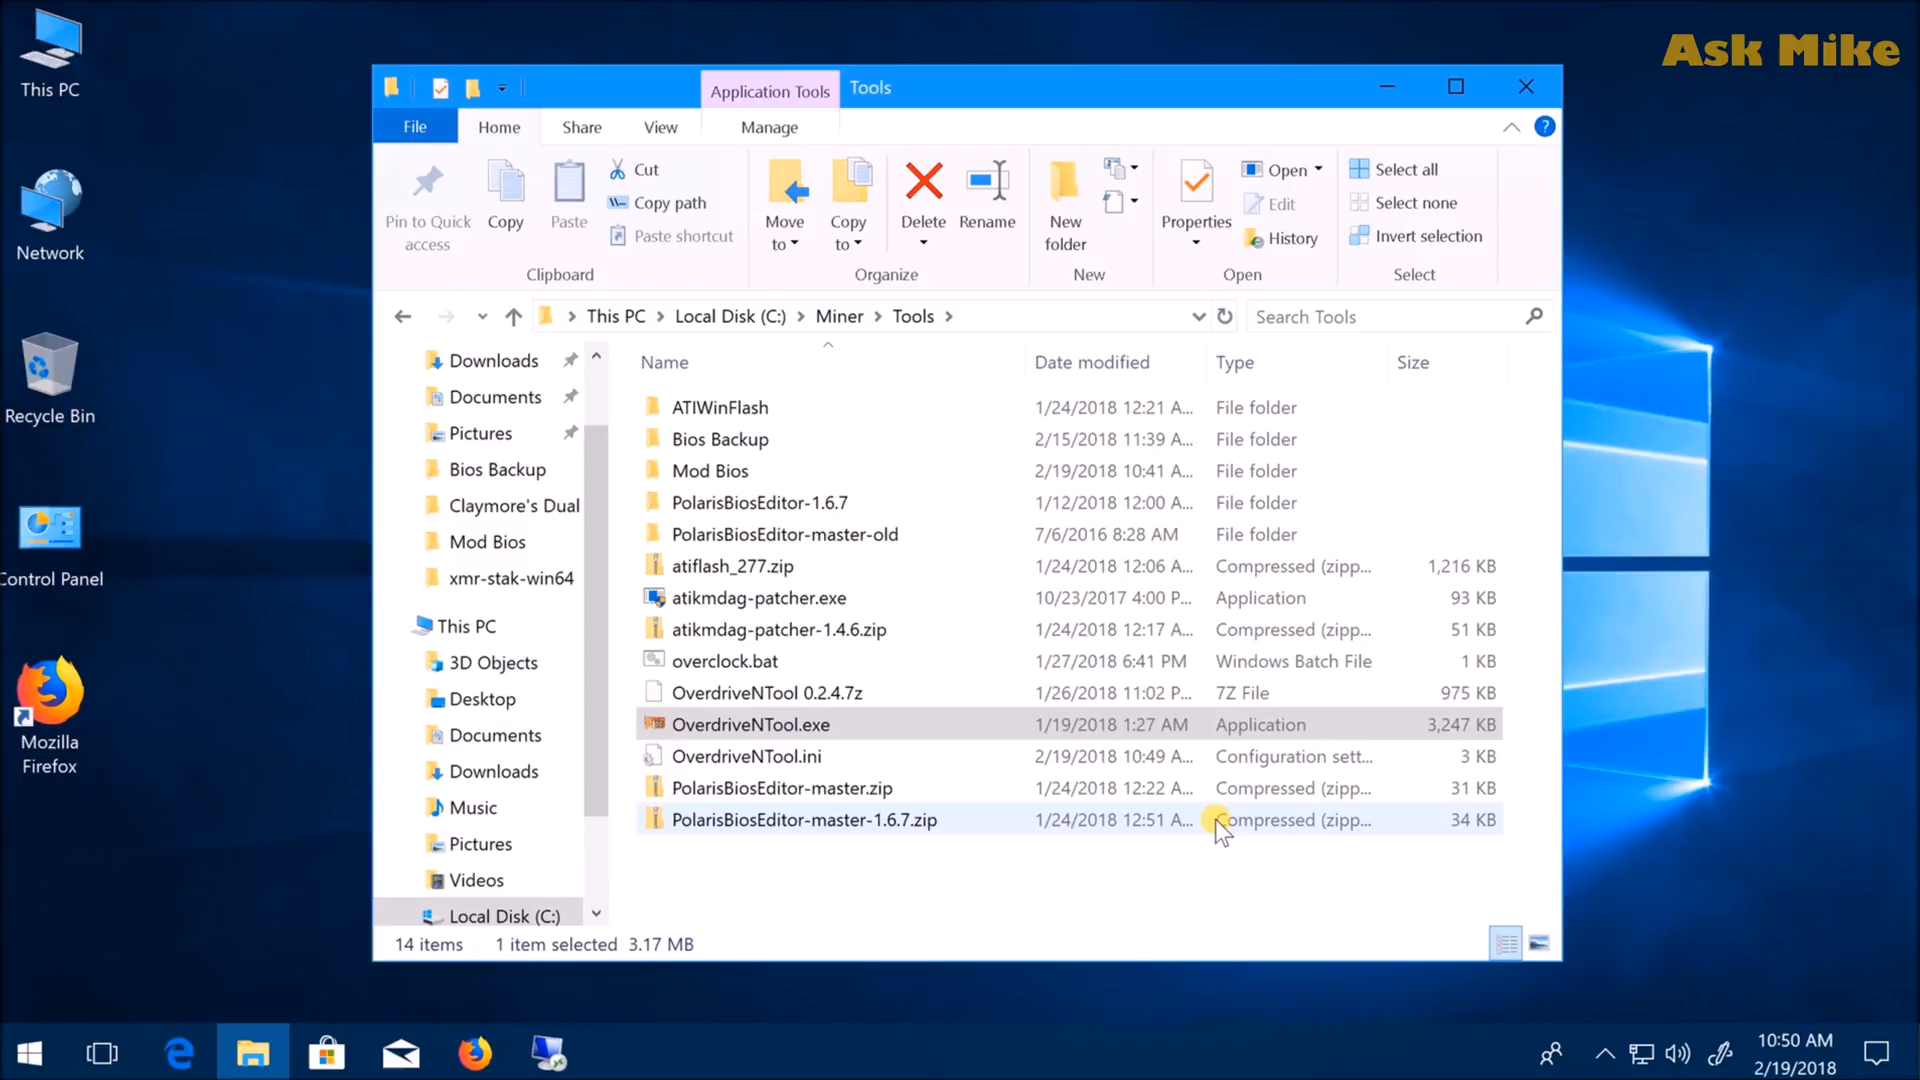 Ask Mike
This PC
Network
Recycle Bin
Control Panel
Mozilla
Firefox
Application Tools
Tools
File
Home
Share
View
Manage
Pin to Quick
access
Copy
Paste
Cut
Copy path
Paste shortcut
Clipboard
Move
to
Copy
to
Delete
Rename
Organize
New
folder
New
Properties
Open
Edit
History
Open
Select all
Select none
Invert selection
Select
This PC > Local Disk (C:) > Miner > Tools >
Search Tools
Downloads
Documents
Pictures
Bios Backup
Claymore's Dual
Mod Bios
xmr-stak-win64
This PC
3D Objects
Desktop
Documents
Downloads
Music
Pictures
Videos
Local Disk (C:)
Name Date modified Type Size
ATIWinFlash 1/24/2018 12:21 A... File folder
Bios Backup 2/15/2018 11:39 A... File folder
Mod Bios 2/19/2018 10:41 A... File folder
PolarisBiosEditor-1.6.7 1/12/2018 12:00 A... File folder
PolarisBiosEditor-master-old 7/6/2016 8:28 AM File folder
atiflash_277.zip 1/24/2018 12:06 A... Compressed (zipp... 1,216 KB
atikmdag-patcher.exe 10/23/2017 4:00 P... Application 93 KB
atikmdag-patcher-1.4.6.zip 1/24/2018 12:17 A... Compressed (zipp... 51 KB
overclock.bat 1/27/2018 6:41 PM Windows Batch File 1 KB
OverdriveNTool 0.2.4.7z 1/26/2018 11:02 P... 7Z File 975 KB
OverdriveNTool.exe 1/19/2018 1:27 AM Application 3,247 KB
OverdriveNTool.ini 2/19/2018 10:49 A... Configuration sett... 3 KB
PolarisBiosEditor-master.zip 1/24/2018 12:22 A... Compressed (zipp... 31 KB
PolarisBiosEditor-master-1.6.7.zip 1/24/2018 12:51 A... Compressed (zipp... 34 KB
14 items 1 item selected 3.17 MB
10:50 AM
2/19/2018